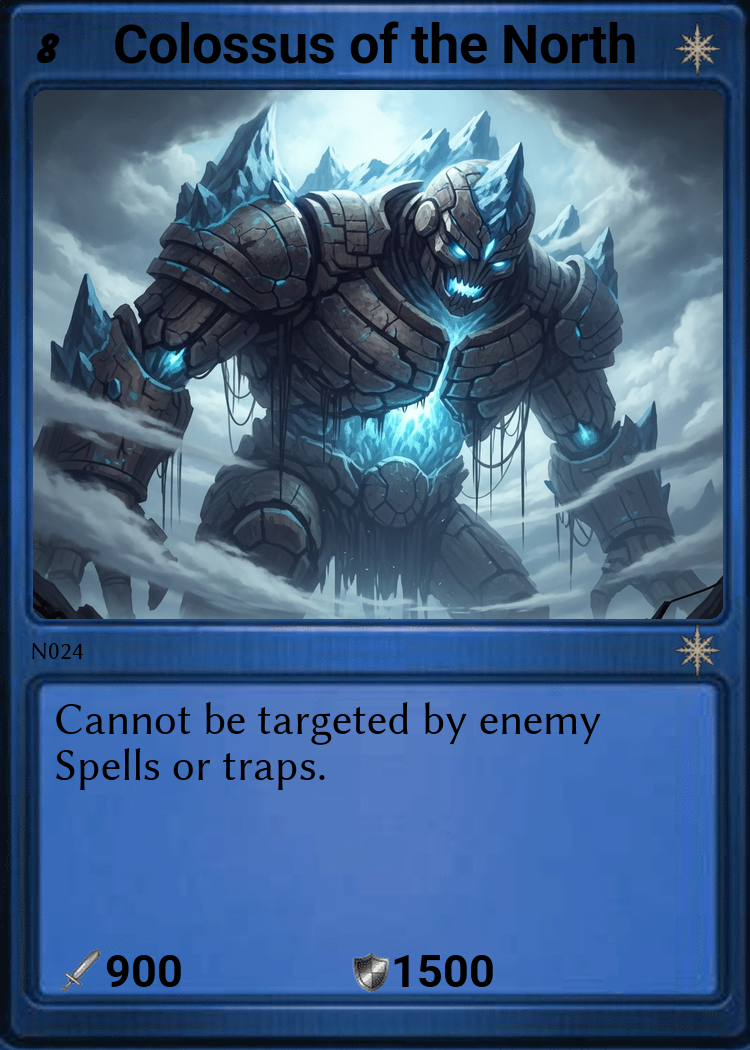 8 Colossus of the North
N024
Cannot be targeted by enemy
Spells or traps.
900 1500